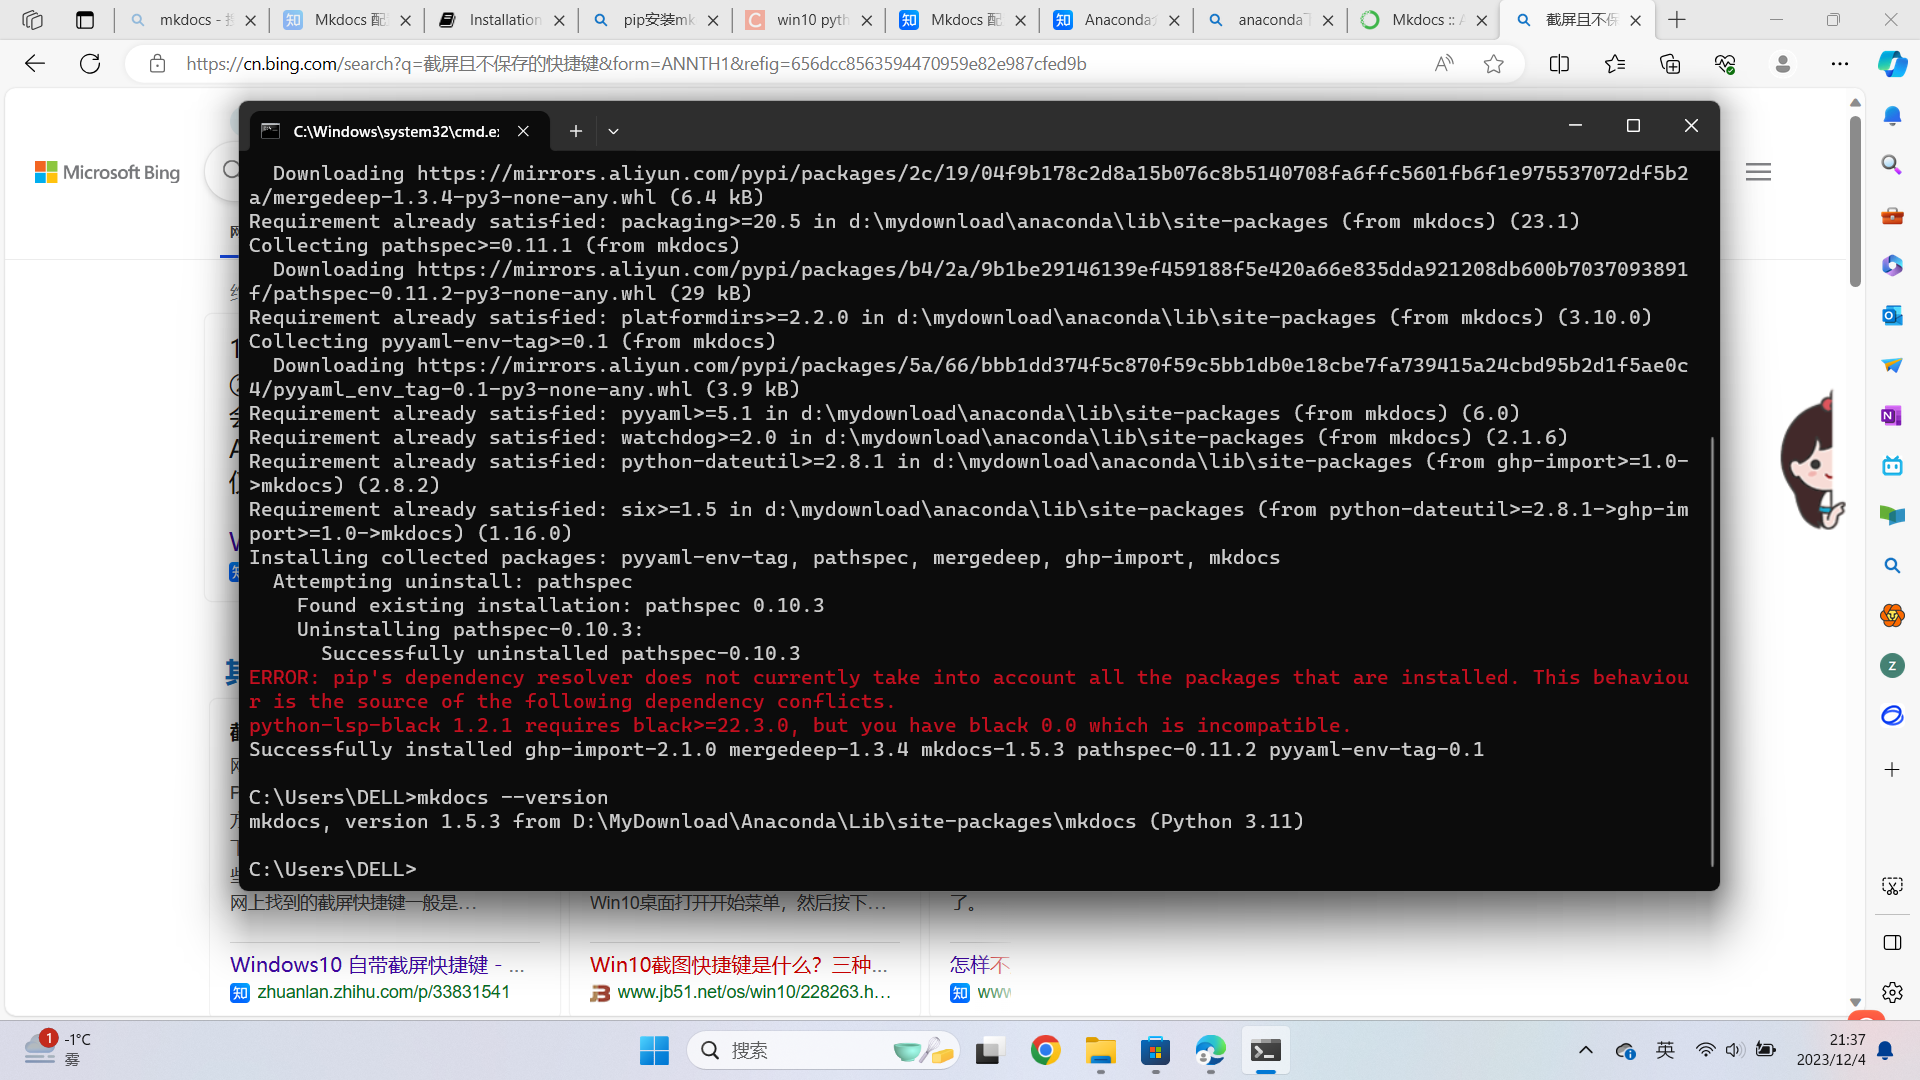 mkdocs - 
Mkdocs 配
Installation
pip安装mk
win10 pyth
Mkdocs 配
Anaconda
anaconda
Mkdocs :: 
截屏且不保
https://cn.bing.com/search?q=截屏且不保存的快捷键&form=ANNTH1&refig=656dcc8563594470959e82e987cfed9b
Microsoft Bing
C:\Windows\system32\cmd.e
  Downloading https://mirrors.aliyun.com/pypi/packages/2c/19/04f9b178c2d8a15b076c8b5140708fa6ffc5601fb6f1e975537072df5b2
a/mergedeep-1.3.4-py3-none-any.whl (6.4 kB)
Requirement already satisfied: packaging>=20.5 in d:\mydownload\anaconda\lib\site-packages (from mkdocs) (23.1)
Collecting pathspec>=0.11.1 (from mkdocs)
  Downloading https://mirrors.aliyun.com/pypi/packages/b4/2a/9b1be29146139ef459188f5e420a66e835dda921208db600b7037093891
f/pathspec-0.11.2-py3-none-any.whl (29 kB)
Requirement already satisfied: platformdirs>=2.2.0 in d:\mydownload\anaconda\lib\site-packages (from mkdocs) (3.10.0)
Collecting pyyaml-env-tag>=0.1 (from mkdocs)
  Downloading https://mirrors.aliyun.com/pypi/packages/5a/66/bbb1dd374f5c870f59c5bb1db0e18cbe7fa739415a24cbd95b2d1f5ae0c
4/pyyaml_env_tag-0.1-py3-none-any.whl (3.9 kB)
Requirement already satisfied: pyyaml>=5.1 in d:\mydownload\anaconda\lib\site-packages (from mkdocs) (6.0)
Requirement already satisfied: watchdog>=2.0 in d:\mydownload\anaconda\lib\site-packages (from mkdocs) (2.1.6)
Requirement already satisfied: python-dateutil>=2.8.1 in d:\mydownload\anaconda\lib\site-packages (from ghp-import>=1.0-
>mkdocs) (2.8.2)
Requirement already satisfied: six>=1.5 in d:\mydownload\anaconda\lib\site-packages (from python-dateutil>=2.8.1->ghp-im
port>=1.0->mkdocs) (1.16.0)
Installing collected packages: pyyaml-env-tag, pathspec, mergedeep, ghp-import, mkdocs
  Attempting uninstall: pathspec
    Found existing installation: pathspec 0.10.3
    Uninstalling pathspec-0.10.3:
      Successfully uninstalled pathspec-0.10.3
ERROR: pip's dependency resolver does not currently take into account all the packages that are installed. This behaviou
r is the source of the following dependency conflicts.
python-lsp-black 1.2.1 requires black>=22.3.0, but you have black 0.0 which is incompatible.
Successfully installed ghp-import-2.1.0 mergedeep-1.3.4 mkdocs-1.5.3 pathspec-0.11.2 pyyaml-env-tag-0.1
C:\Users\DELL>mkdocs --version
mkdocs, version 1.5.3 from D:\MyDownload\Anaconda\Lib\site-packages\mkdocs (Python 3.11)
C:\Users\DELL>
网上找到的截屏快捷键一般是…
Win10桌面打开开始菜单，然后按下…
了。
Windows10 自带截屏快捷键 - ...
Win10截图快捷键是什么？三种...
怎样不
知 zhuanlan.zhihu.com/p/33831541
www.jb51.net/os/win10/228263.h...
知 www
1
-1°C
雾
搜索
英
21:37
2023/12/4